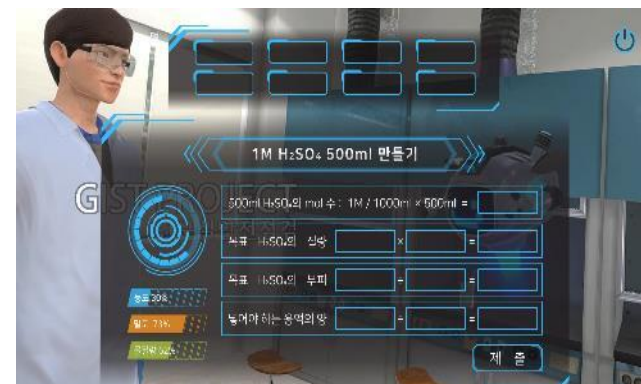 1M H₂SO₄ 500ml 만들기
GIST PROJECT
500ml H₂SO₄의 mol 수 : 1M / 1000ml × 500ml =
목표 H₂SO₄의 질량 × =
목표 H₂SO₄의 부피 ÷ =
넣어야 하는 용액의 양 ÷ =
제 출